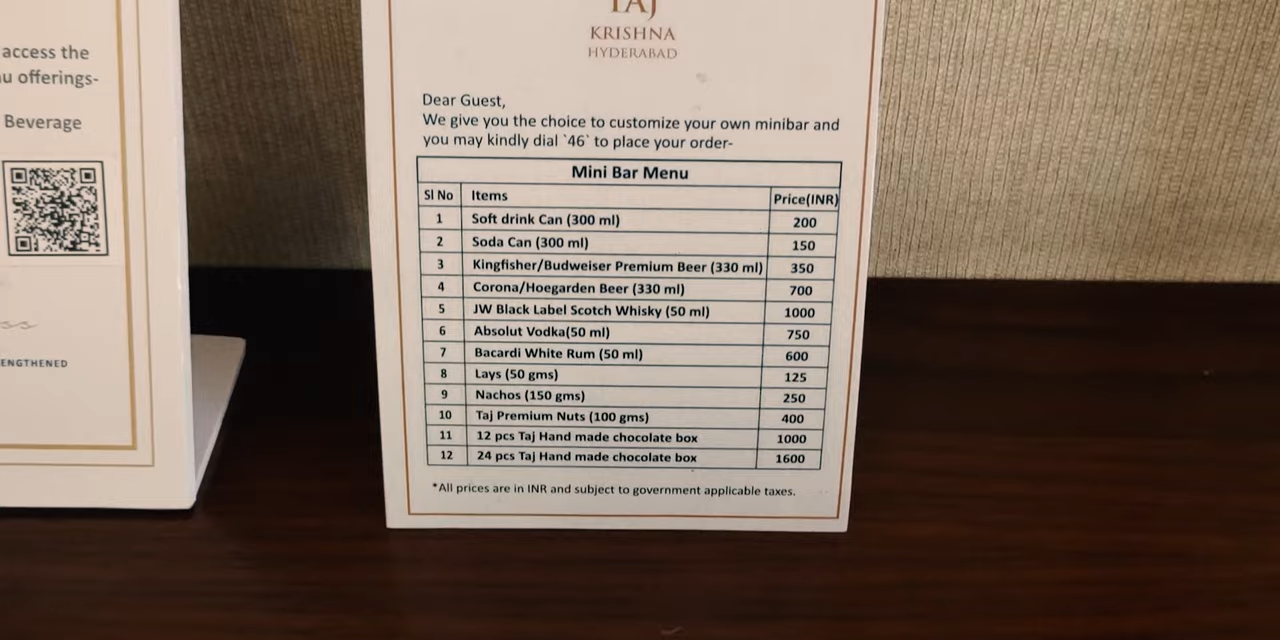 access the
offerings-
Beverage
ENGTHENED
TAJ
KRISHNA
HYDERABAD
Dear Guest,
We give you the choice to customize your own minibar and
you may kindly dial `46` to place your order-
Mini Bar Menu
Sl No Items Price(INR)
1 Soft drink Can (300 ml) 200
2 Soda Can (300 ml) 150
3 Kingfisher/Budweiser Premium Beer (330 ml) 350
4 Corona/Hoegarden Beer (330 ml) 700
5 JW Black Label Scotch Whisky (50 ml) 1000
6 Absolut Vodka(50 ml) 750
7 Bacardi White Rum (50 ml) 600
8 Lays (50 gms) 125
9 Nachos (150 gms) 250
10 Taj Premium Nuts (100 gms) 400
11 12 pcs Taj Hand made chocolate box 1000
12 24 pcs Taj Hand made chocolate box 1600
*All prices are in INR and subject to government applicable taxes.